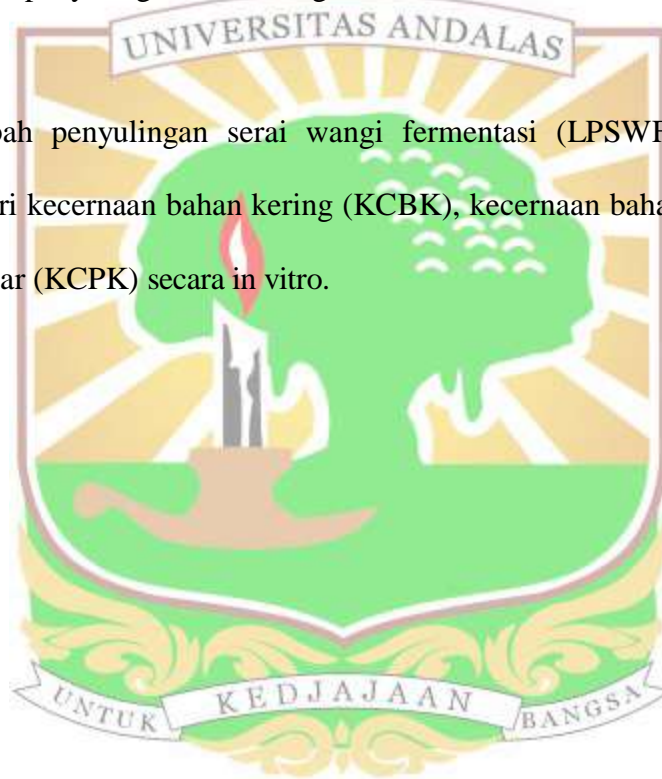 UNIVERSITAS ANDALAS
bah penyulingan serai wangi fermentasi (LPSWF
ri kecernaan bahan kering (KCBK), kecernaan baha
ar (KCPK) secara in vitro.
UNTUK KEDJAJAAN BANGSA